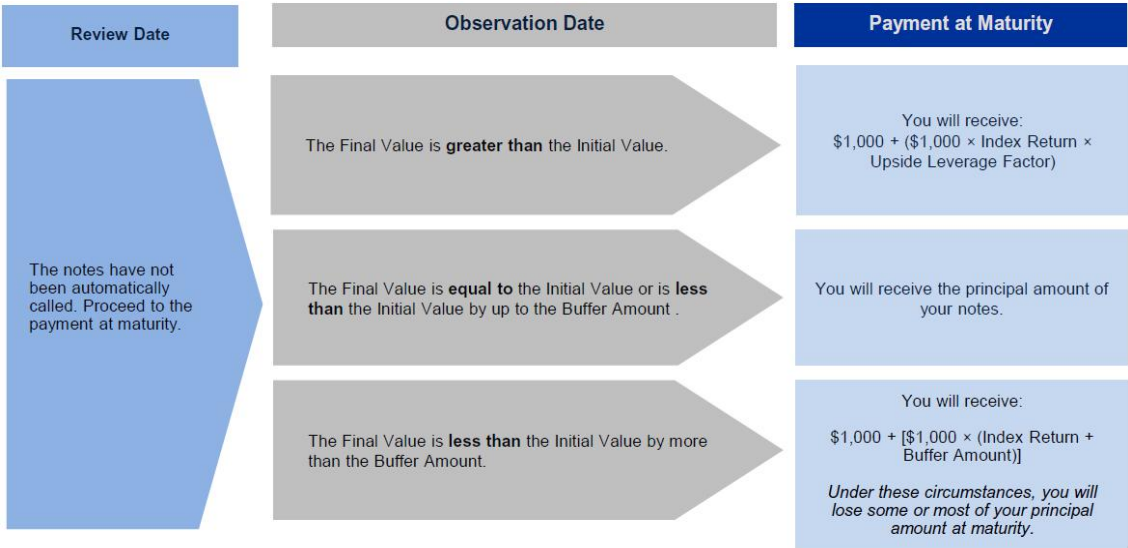 Review Date
Observation Date
Payment at Maturity
The notes have not
been automatically
called. Proceed to the
payment at maturity.
The Final Value is greater than the Initial Value.
You will receive:
$1,000 + ($1,000 × Index Return ×
Upside Leverage Factor)
The Final Value is equal to the Initial Value or is less
than the Initial Value by up to the Buffer Amount .
You will receive the principal amount of
your notes.
The Final Value is less than the Initial Value by more
than the Buffer Amount.
You will receive:
$1,000 + [$1,000 × (Index Return +
Buffer Amount)]
Under these circumstances, you will
lose some or most of your principal
amount at maturity.